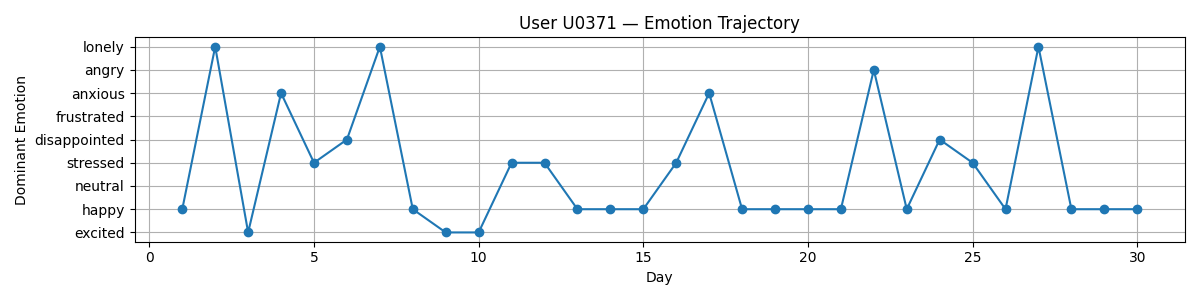 User U0371 — Emotion Trajectory
Dominant Emotion
lonely
angry
anxious
frustrated
disappointed
stressed
neutral
happy
excited
0 5 10 15 20 25 30
Day